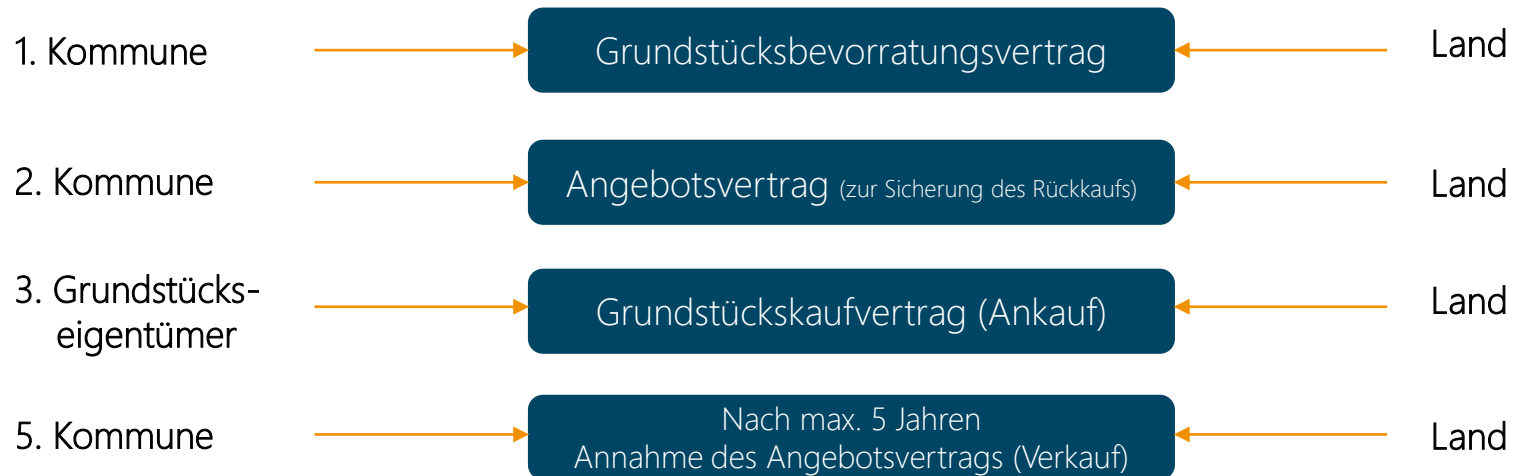 1. Kommune
Grundstücksbevorratungsvertrag
Land
2. Kommune
Angebotsvertrag (zur Sicherung des Rückkaufs)
Land
3. Grundstücks-
eigentümer
Grundstückskaufvertrag (Ankauf)
Land
5. Kommune
Nach max. 5 Jahren
Annahme des Angebotsvertrags (Verkauf)
Land